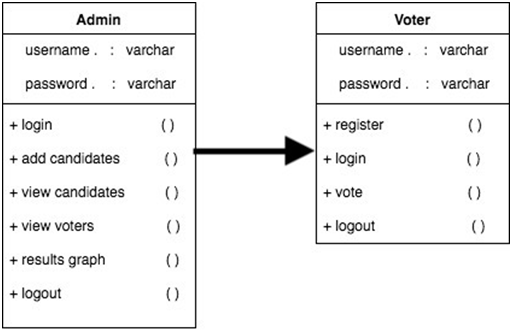 Admin
username . : varchar
password . : varchar
+ login ( )
+ add candidates ( )
+ view candidates ( )
+ view voters ( )
+ results graph ( )
+ logout ( )
Voter
username . : varchar
password . : varchar
+ register ( )
+ login ( )
+ vote ( )
+ logout ( )